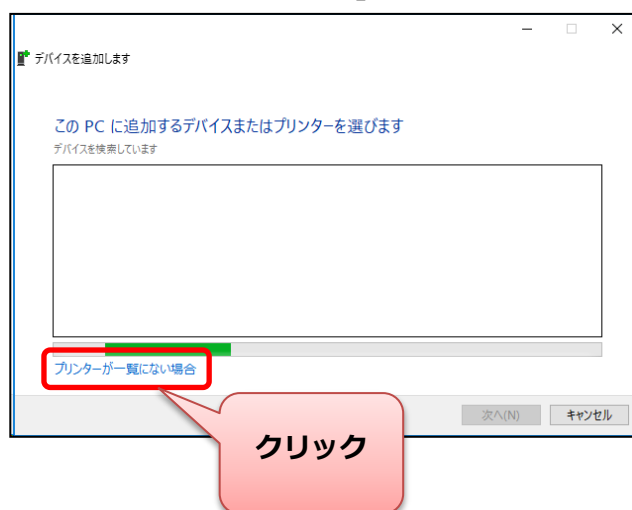 デバイスを追加します
この PC に追加するデバイスまたはプリンターを選びます
デバイスを検索しています
プリンターが一覧にない場合
次へ(N)
キャンセル
クリック